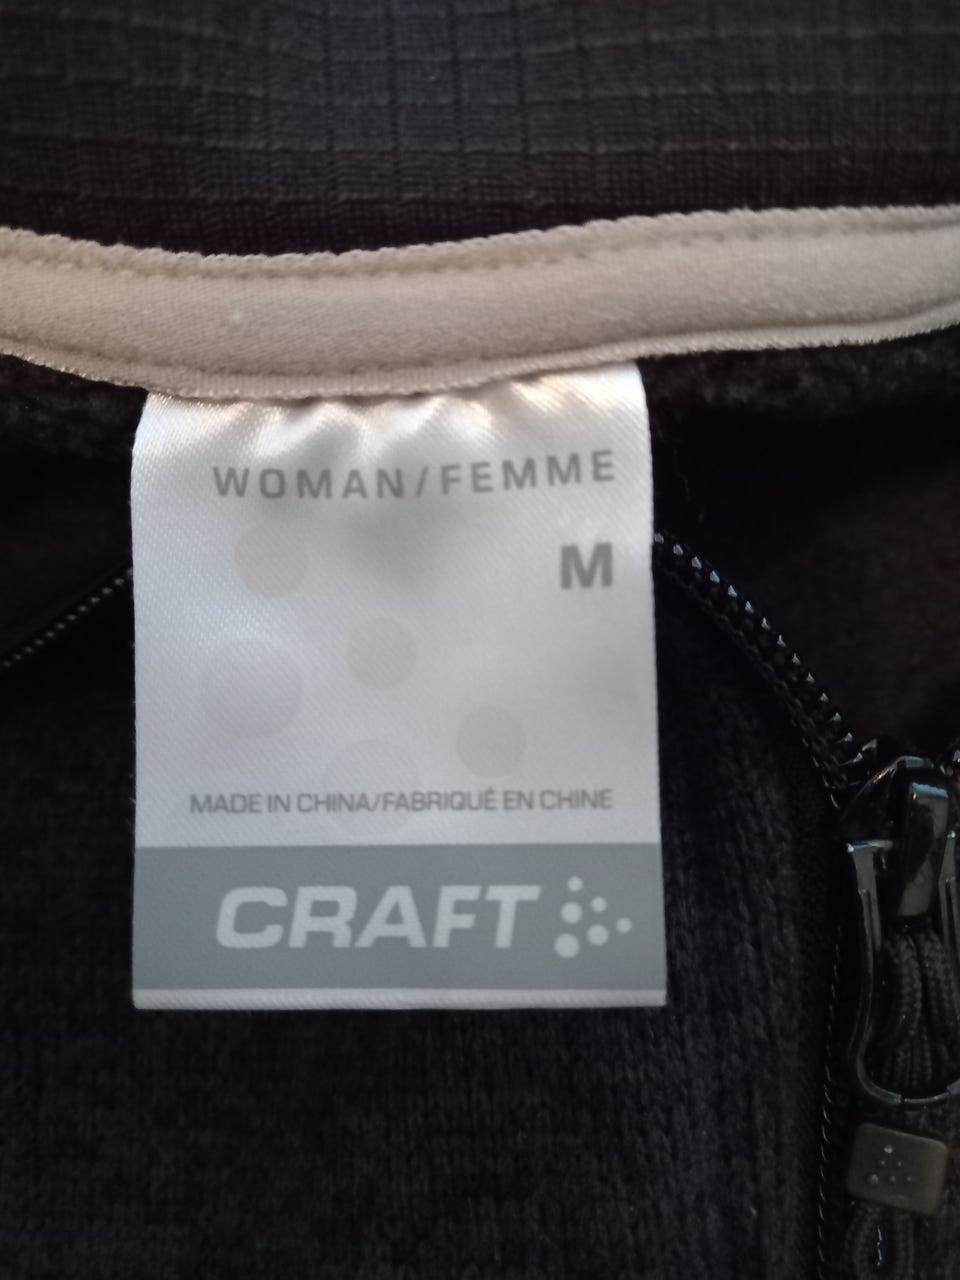 WOMAN/FEMME
M
MADE IN CHINA/FABRIQUÉ EN CHINE
CRAFT